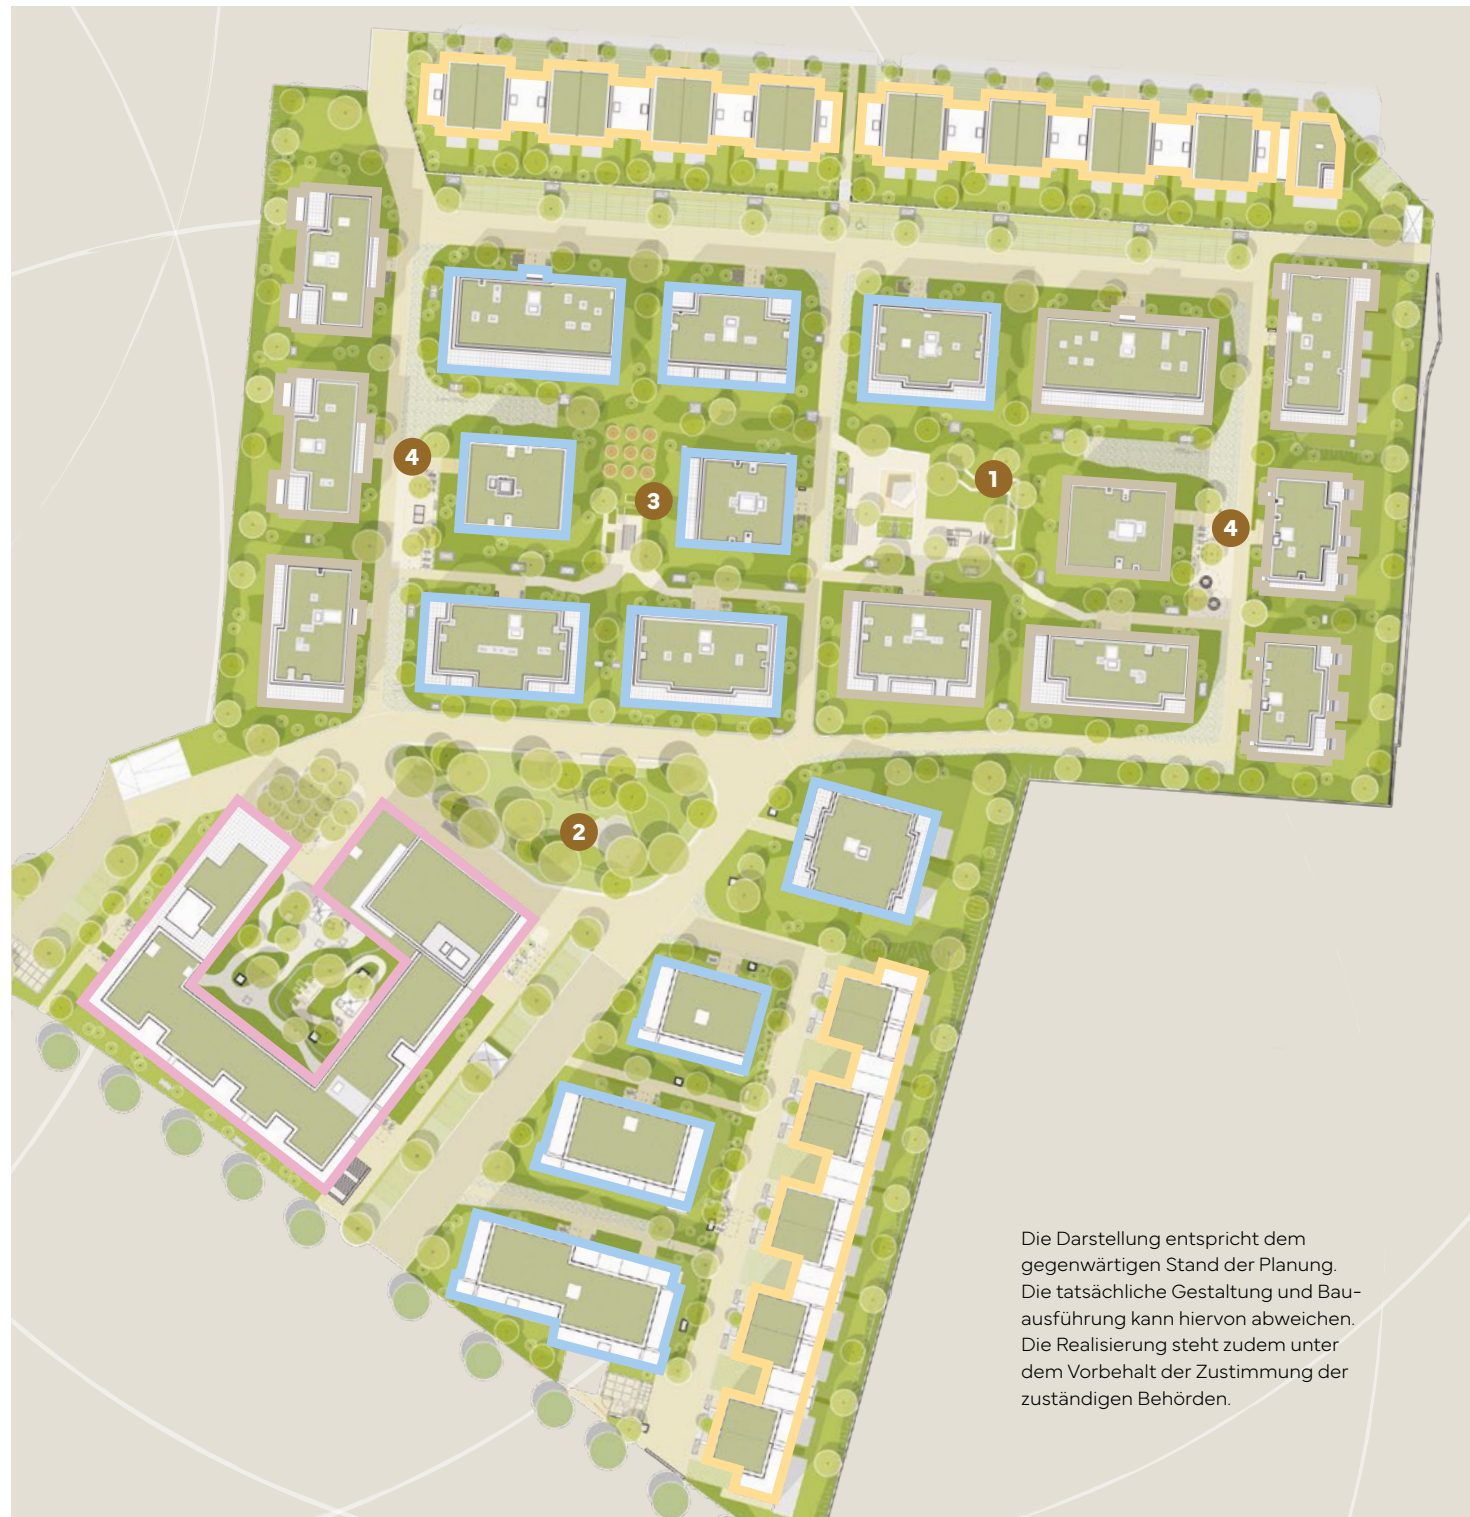 1
4
3
4
2
Die Darstellung entspricht dem
gegenwärtigen Stand der Planung.
Die tatsächliche Gestaltung und Bau-
ausführung kann hiervon abweichen.
Die Realisierung steht zudem unter
dem Vorbehalt der Zustimmung der
zuständigen Behörden.